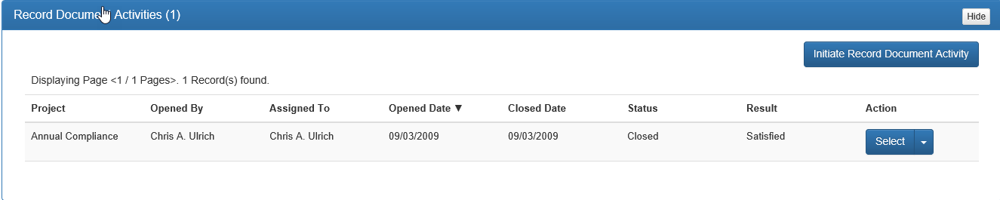 Record Document Activities (1)
Hide
Initiate Record Document Activity
Displaying Page <1 / 1 Pages>. 1 Record(s) found.
Project Opened By Assigned To Opened Date ▼ Closed Date Status Result Action
Annual Compliance Chris A. Ulrich Chris A. Ulrich 09/03/2009 09/03/2009 Closed Satisfied Select